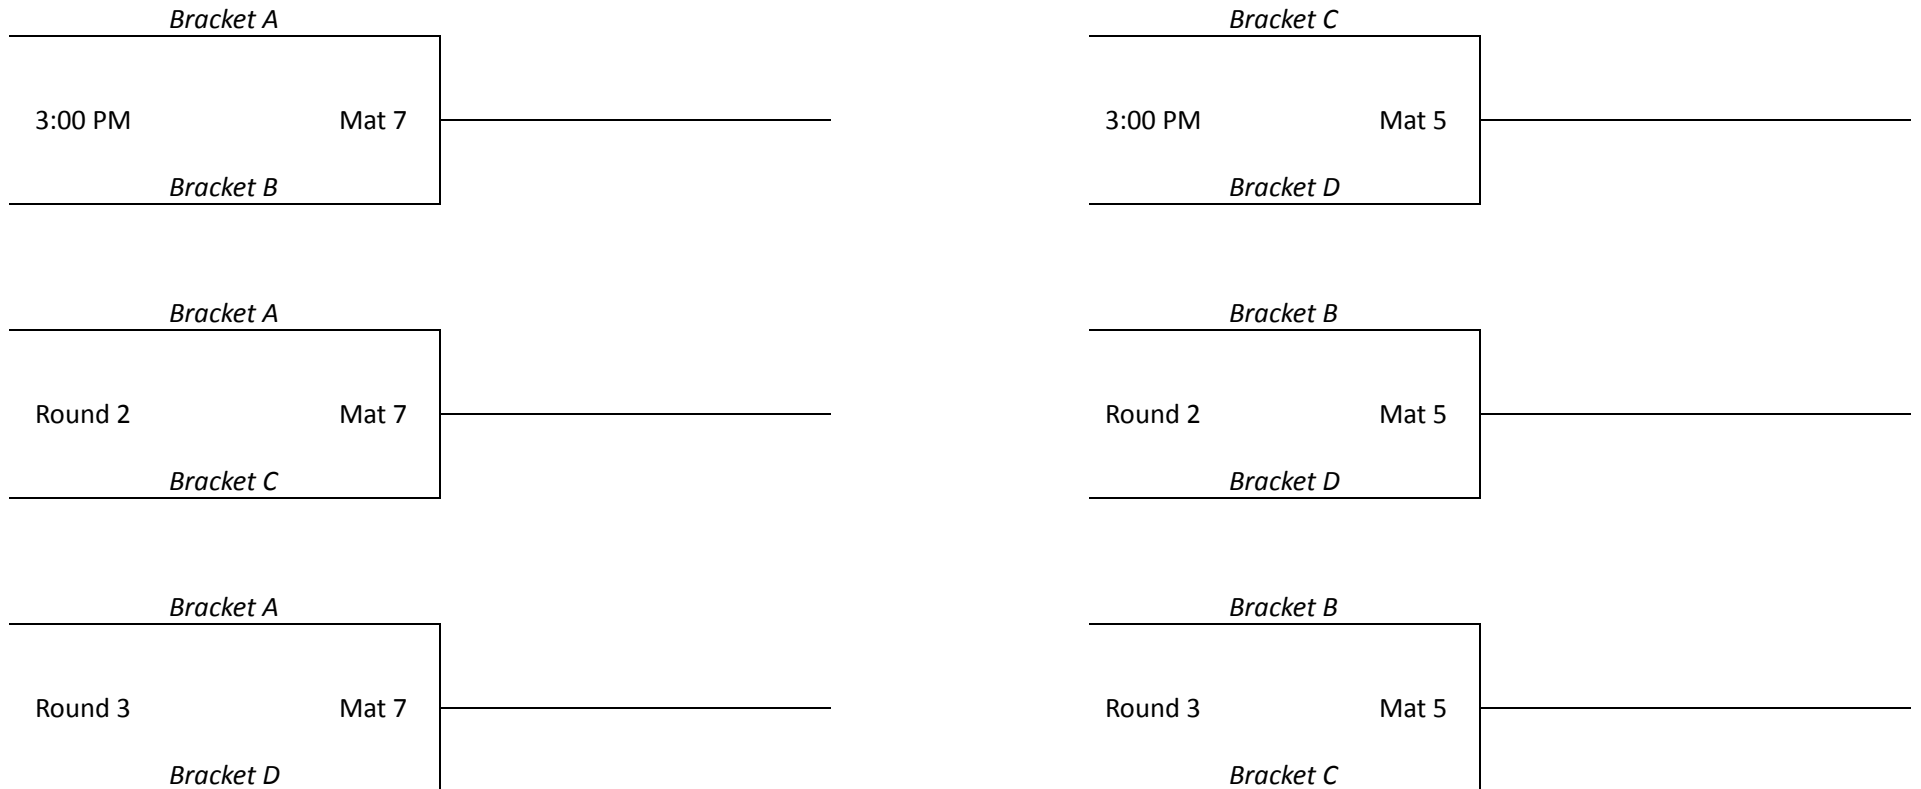 Bracket A
3:00 PM Mat 7
Bracket B
Bracket C
3:00 PM Mat 5
Bracket D
Bracket A
Round 2 Mat 7
Bracket C
Bracket B
Round 2 Mat 5
Bracket D
Bracket A
Round 3 Mat 7
Bracket D
Bracket B
Round 3 Mat 5
Bracket C